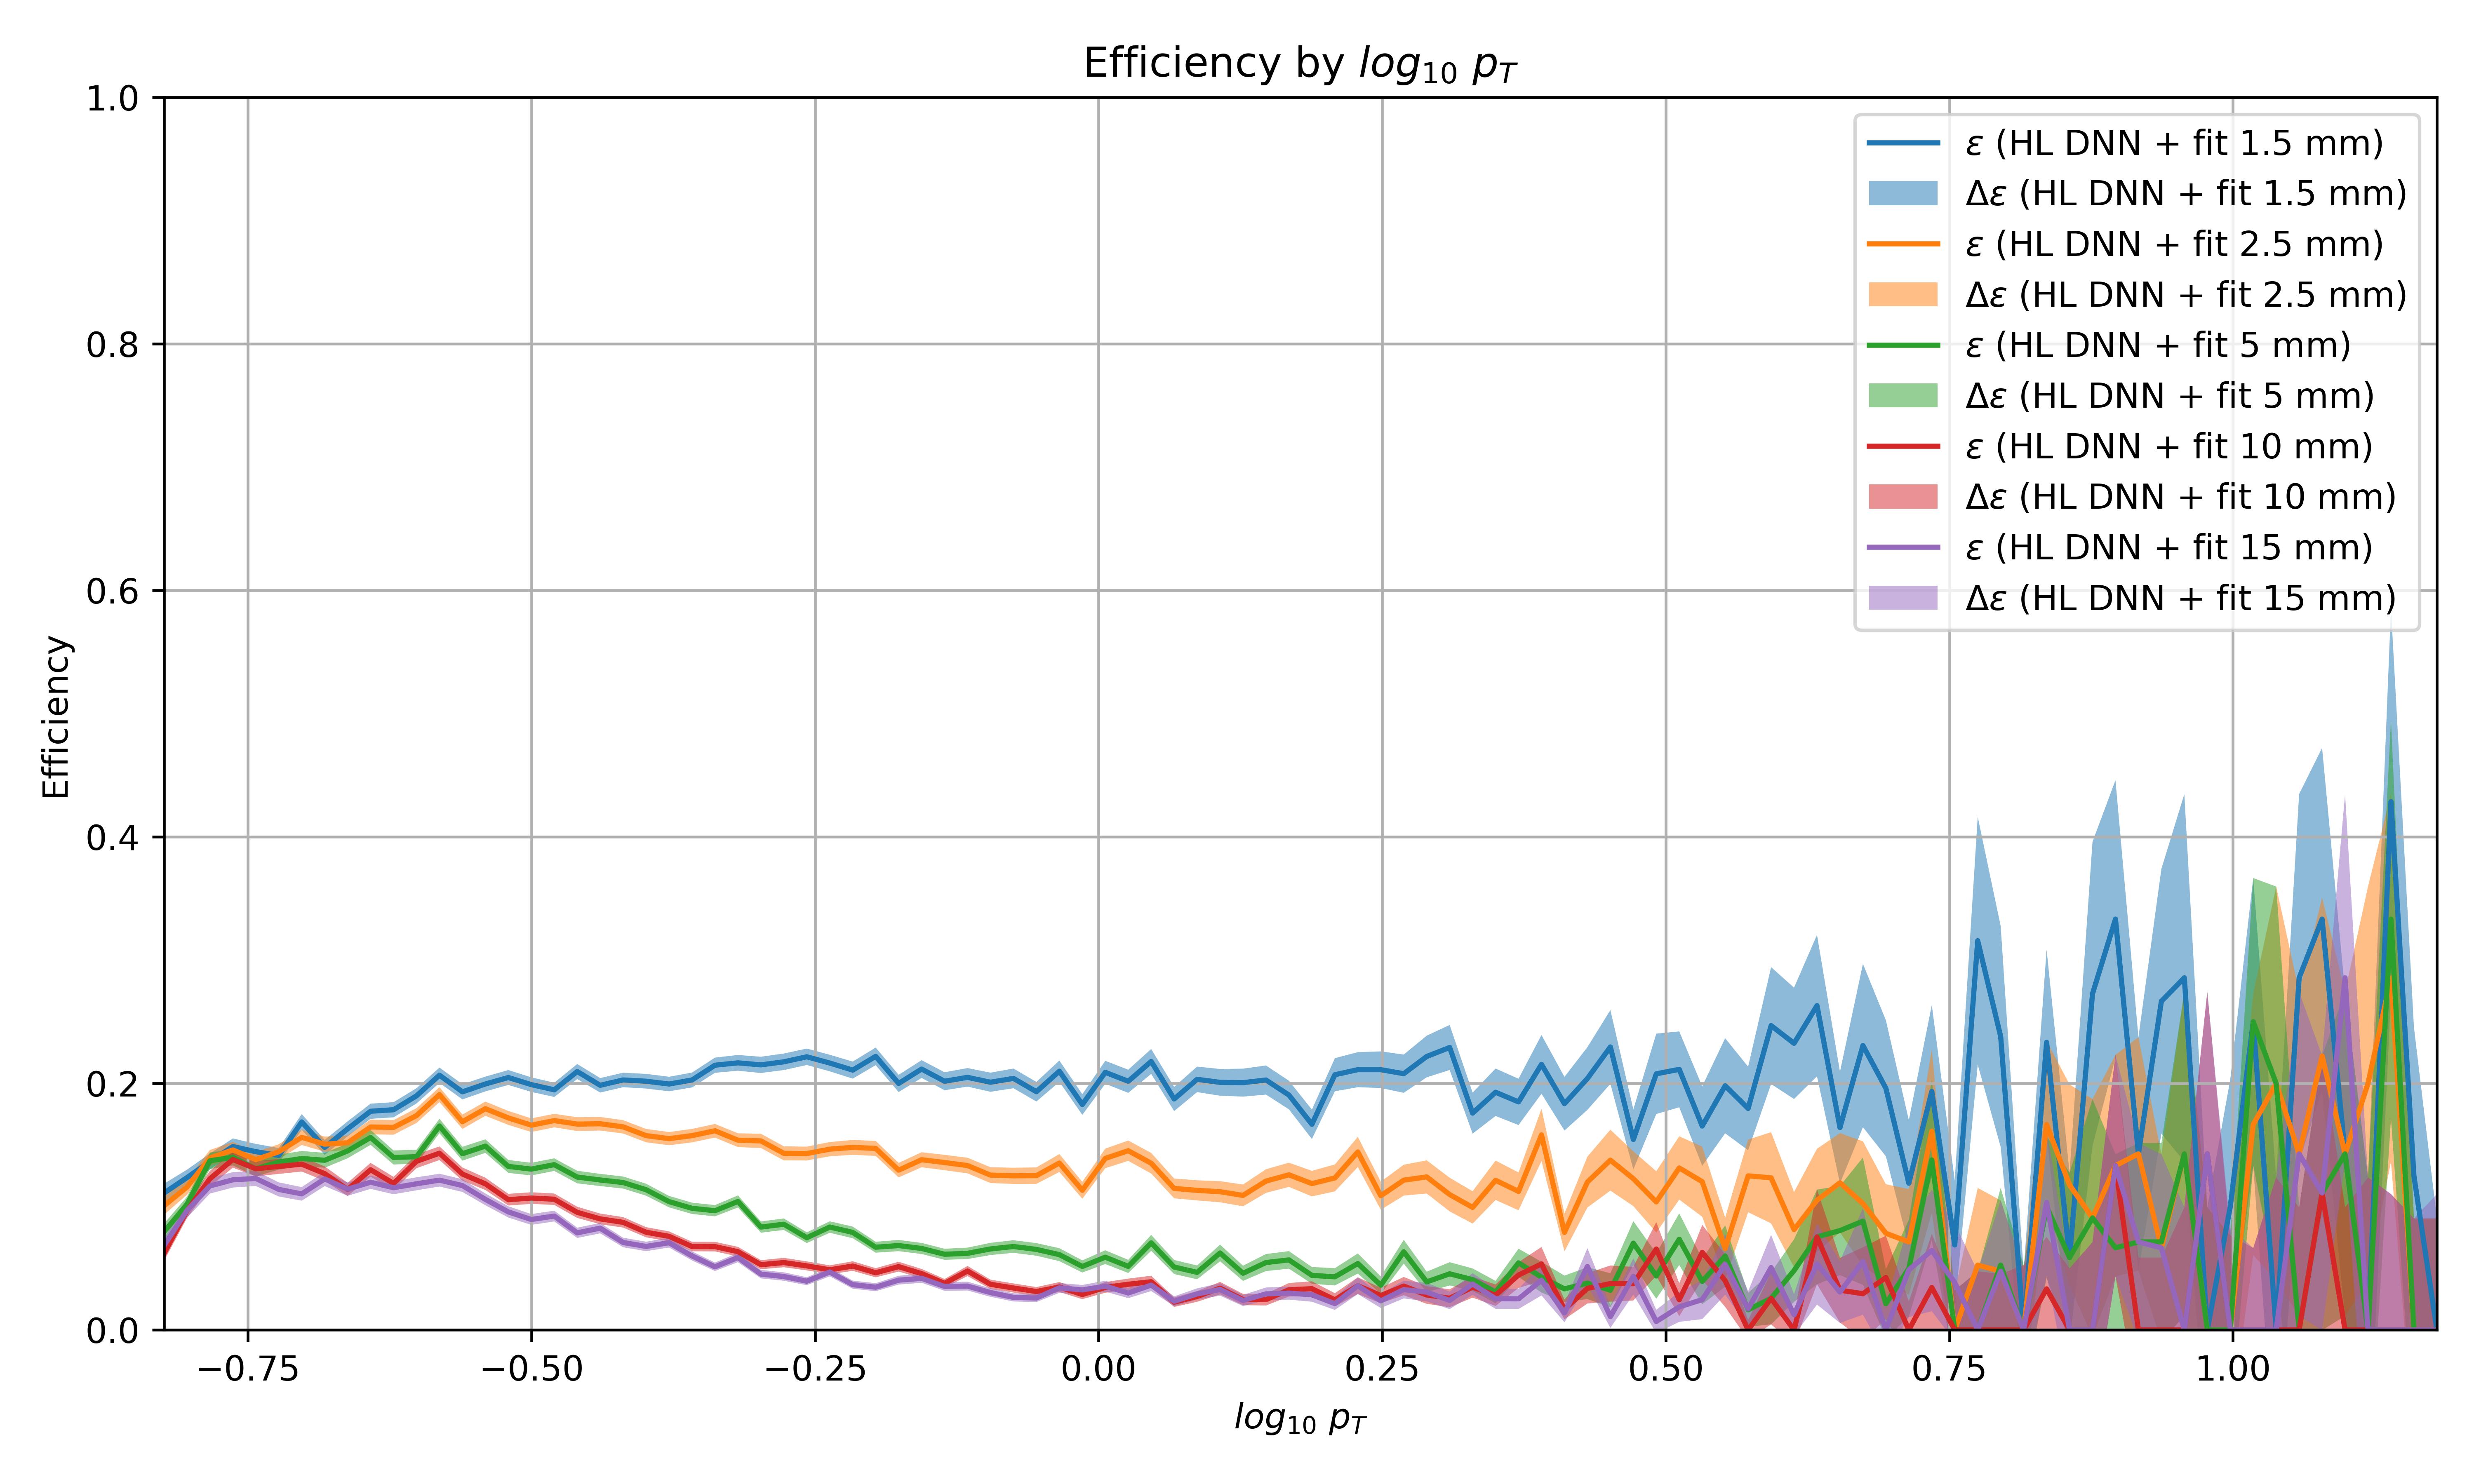 Efficiency by log₁₀ p_T
1.0
0.8
0.6
0.4
0.2
0.0
Efficiency
ε (HL DNN + fit 1.5 mm)
Δε (HL DNN + fit 1.5 mm)
ε (HL DNN + fit 2.5 mm)
Δε (HL DNN + fit 2.5 mm)
ε (HL DNN + fit 5 mm)
Δε (HL DNN + fit 5 mm)
ε (HL DNN + fit 10 mm)
Δε (HL DNN + fit 10 mm)
ε (HL DNN + fit 15 mm)
Δε (HL DNN + fit 15 mm)
−0.75 −0.50 −0.25 0.00 0.25 0.50 0.75 1.00
log₁₀ p_T